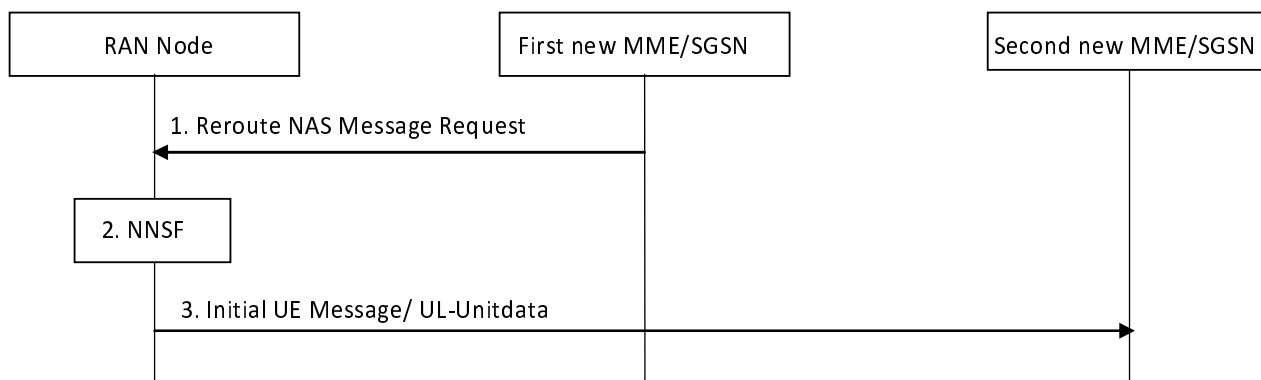 RAN Node
First new MME/SGSN
Second new MME/SGSN
1. Reroute NAS Message Request
2. NNSF
3. Initial UE Message/ UL-Unitdata